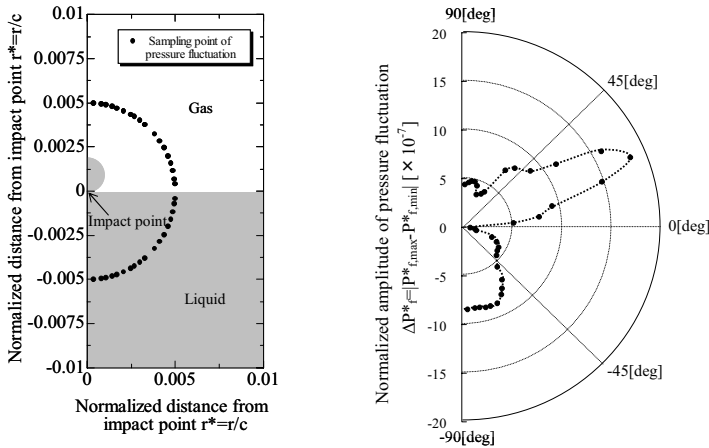 Normalized distance from impact point r*=r/c
0.01
0.0075
0.005
0.0025
0
-0.0025
-0.005
-0.0075
-0.01
Sampling point of
pressure fluctuation
Gas
Impact point
Liquid
0
0.005
0.01
Normalized distance from
impact point r*=r/c
Normalized amplitude of pressure fluctuation
ΔP*f=|P*f,max-P*f,min| [ × 10-7]
90[deg]
20
15
10
5
0
-5
-10
-15
-20
45[deg]
0[deg]
-45[deg]
-90[deg]